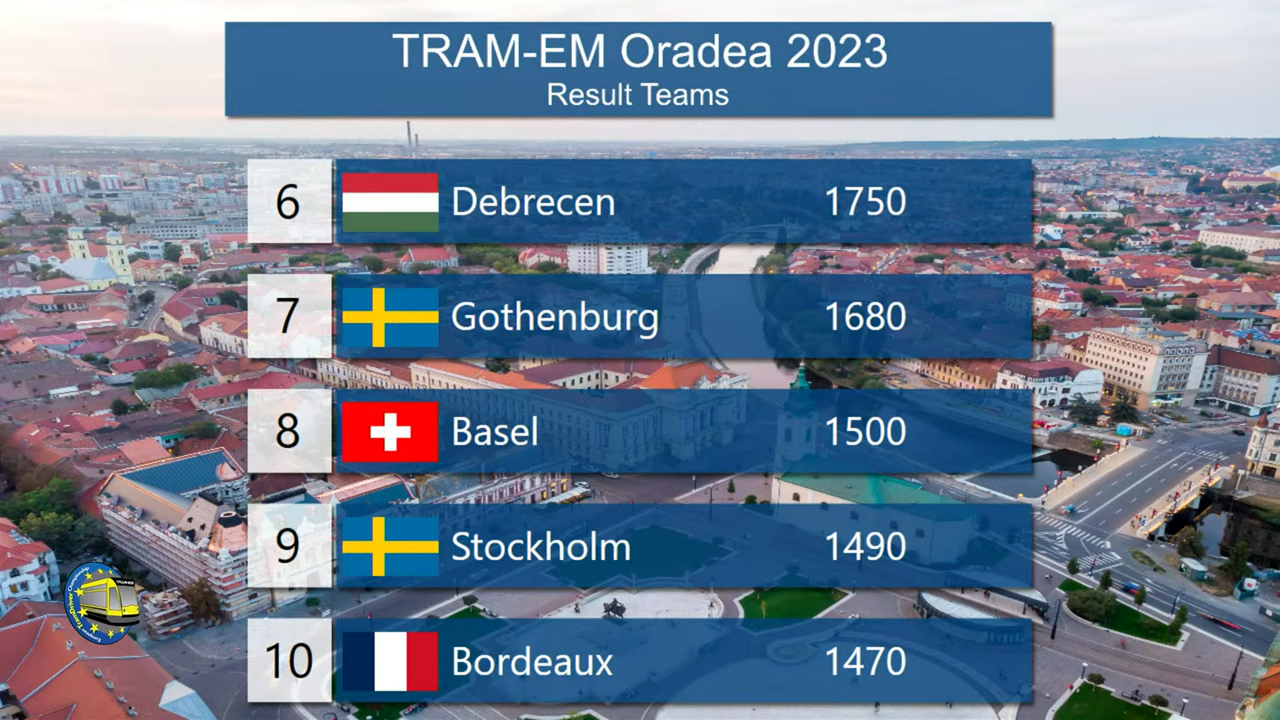 TRAM-EM Oradea 2023
Result Teams
6 Debrecen 1750
7 Gothenburg 1680
8 Basel 1500
9 Stockholm 1490
10 Bordeaux 1470